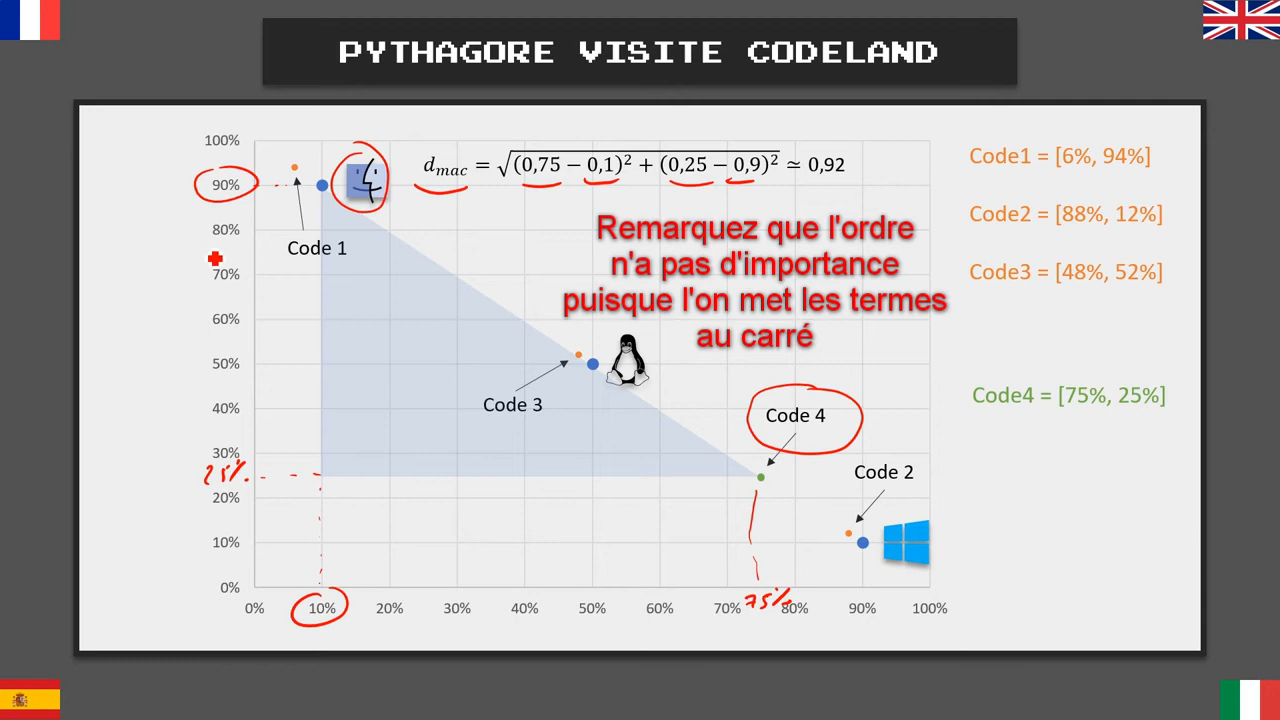 PYTHAGORE VISITE CODELAND
100%
90%
80%
70%
60%
50%
40%
30%
20%
10%
0%
25%
0%
10%
20%
30%
40%
50%
60%
70%
80%
90%
100%
75%
d_mac = √(0,75 − 0,1)² + (0,25 − 0,9)² ≃ 0,92
Code 1
Remarquez que l'ordre
n'a pas d'importance
puisque l'on met les termes
au carré
Code 3
Code 4
Code 2
Code1 = [6%, 94%]
Code2 = [88%, 12%]
Code3 = [48%, 52%]
Code4 = [75%, 25%]